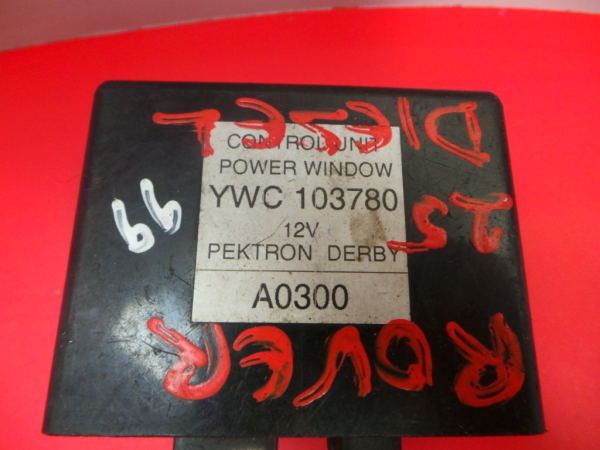 CONTROL UNIT
POWER WINDOW
YWC 103780
12V
PEKTRON DERBY
A0300
ROVER
25 99
DIESEL